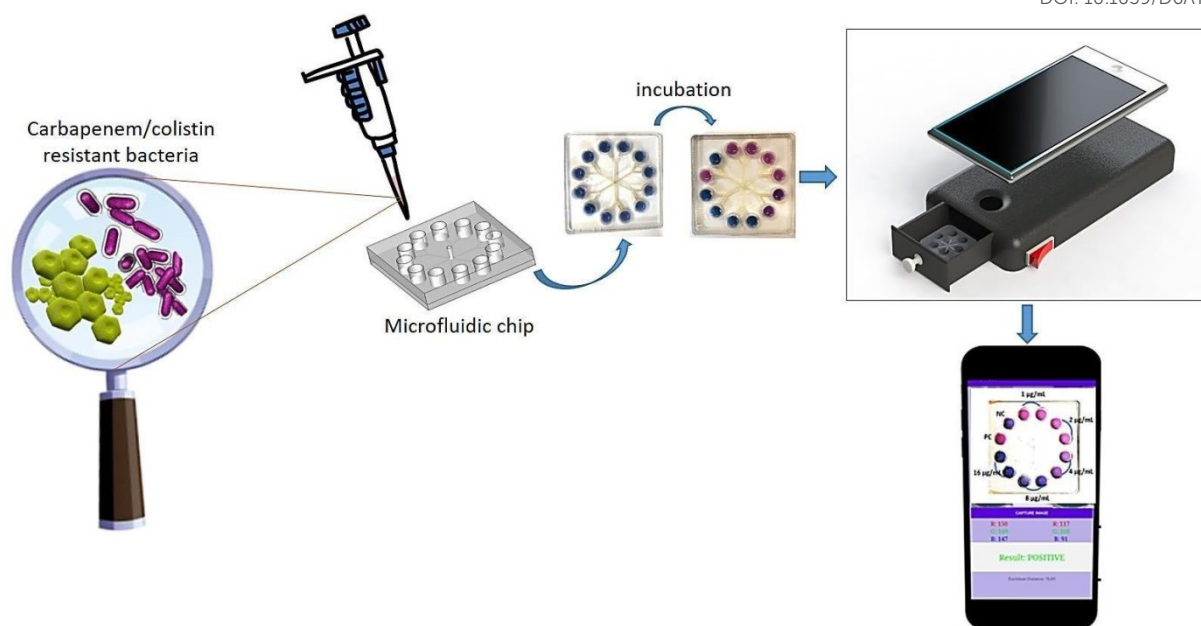 DOI: 10.1039/D0A
incubation
Carbapenem/colistin
resistant bacteria
Microfluidic chip
1 µg/mL
NC
2 µg/mL
PC
16 µg/mL
4 µg/mL
8 µg/mL
CAPTURE IMAGE
R: 150 R: 117
B: 147 B: 91
Result: POSITIVE